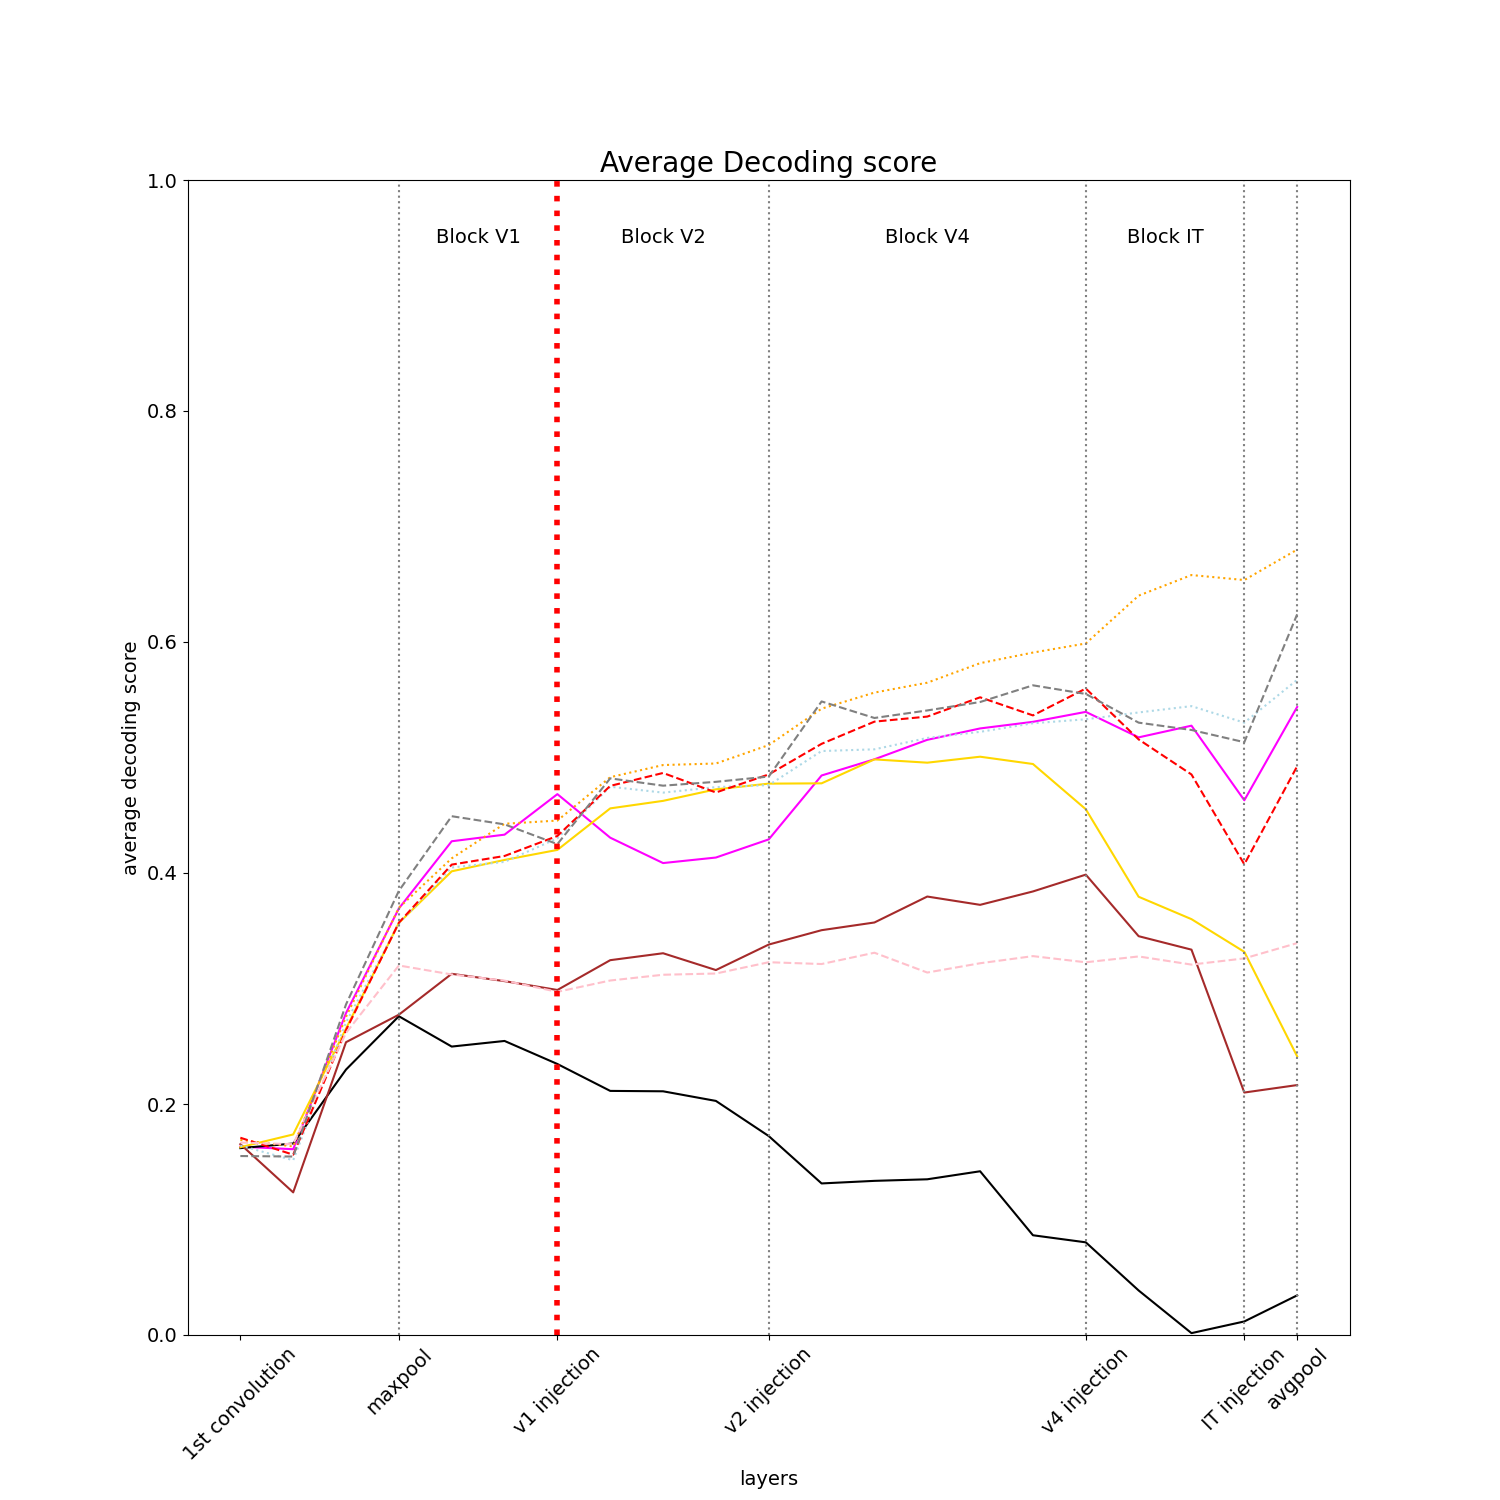 Average Decoding score
1.0
0.8
0.6
0.4
0.2
0.0
average decoding score
Block V1
Block V2
Block V4
Block IT
1st convolution
maxpool
v1 injection
v2 injection
v4 injection
IT injection
avgpool
layers